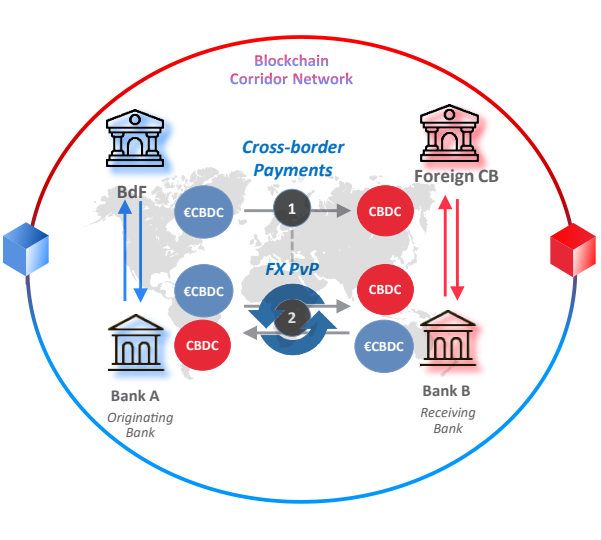 Blockchain
Corridor Network
Cross-border
Payments
BdF
Foreign CB
€CBDC
1
CBDC
FX PvP
€CBDC
CBDC
2
CBDC
€CBDC
Bank A
Originating
Bank
Bank B
Receiving
Bank